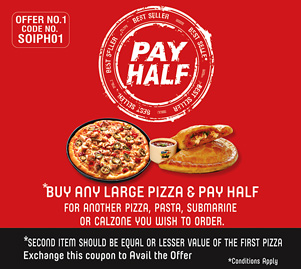 OFFER NO.1
CODE NO.
SOIPH01
BEST SELLER
BEST SELLER
BEST SELLER
BEST SELLER
BEST SELLER
PAY
HALF
*BUY ANY LARGE PIZZA & PAY HALF
FOR ANOTHER PIZZA, PASTA, SUBMARINE
OR CALZONE YOU WISH TO ORDER.
*SECOND ITEM SHOULD BE EQUAL OR LESSER VALUE OF THE FIRST PIZZA
Exchange this coupon to Avail the Offer
*Conditions Apply